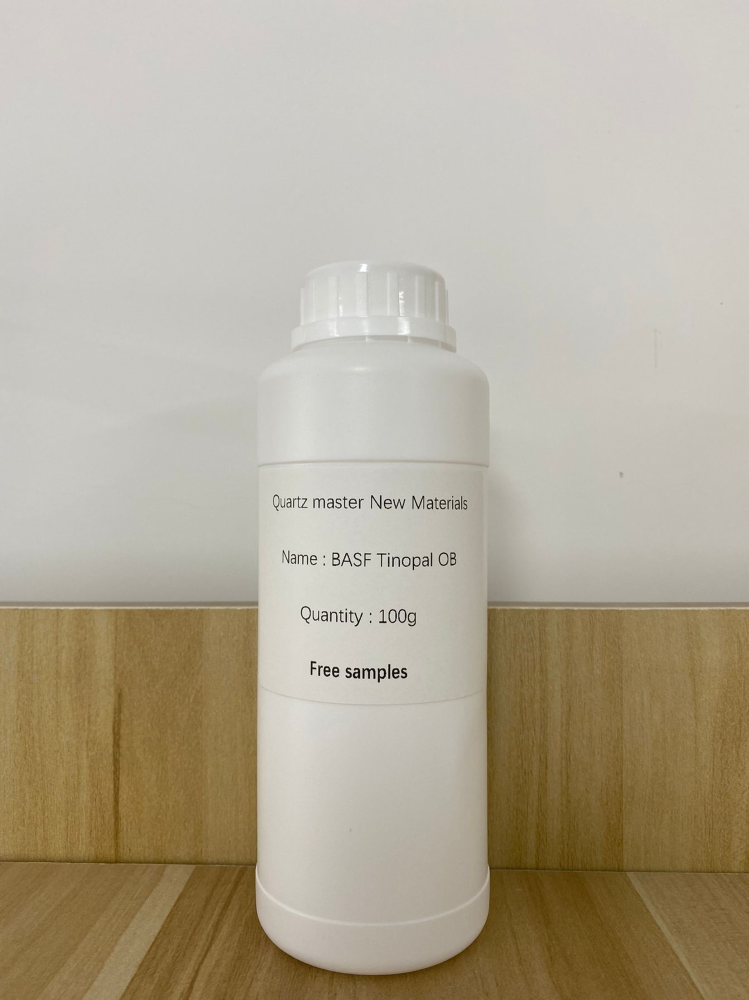 Quartz master New Materials
Name : BASF Tinopal OB
Quantity : 100g
Free samples